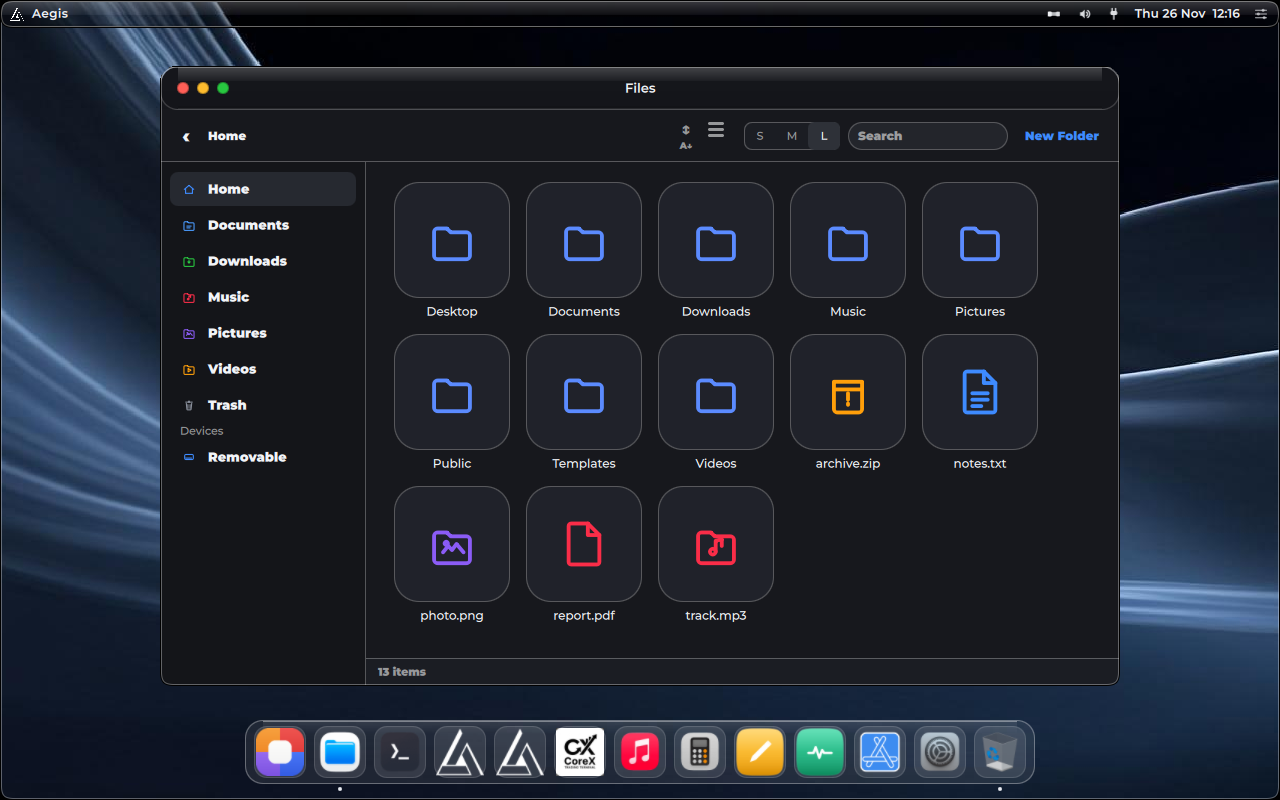 Aegis
Thu 26 Nov 12:16
Files
Home
A+
S M L
Search
New Folder
Home
Documents
Downloads
Music
Pictures
Videos
Trash
Devices
Removable
Desktop
Documents
Downloads
Music
Pictures
Public
Templates
Videos
archive.zip
notes.txt
photo.png
report.pdf
track.mp3
13 items
CX
CoreX